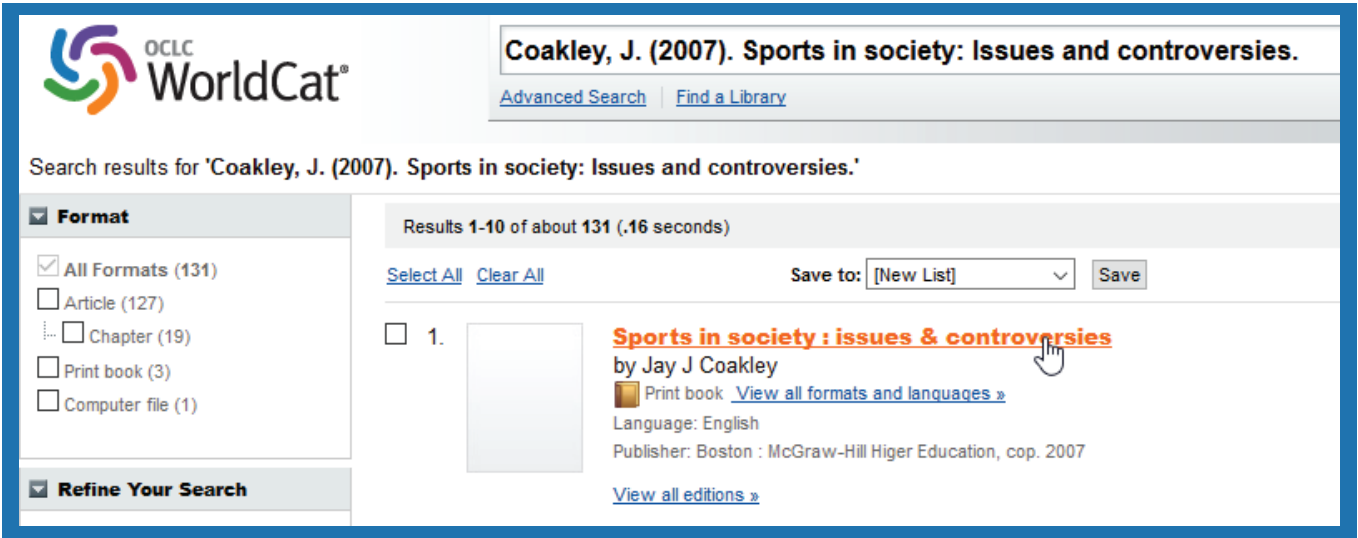 OCLC
WorldCat®
Coakley, J. (2007). Sports in society: Issues and controversies.
Advanced Search Find a Library
Search results for 'Coakley, J. (2007). Sports in society: Issues and controversies.'
Format
All Formats (131)
Article (127)
Chapter (19)
Print book (3)
Computer file (1)
Refine Your Search
Results 1-10 of about 131 (.16 seconds)
Select All Clear All Save to: [New List] Save
1. Sports in society : issues & controversies
by Jay J Coakley
Print book View all formats and languages »
Language: English
Publisher: Boston : McGraw-Hill Higer Education, cop. 2007
View all editions »